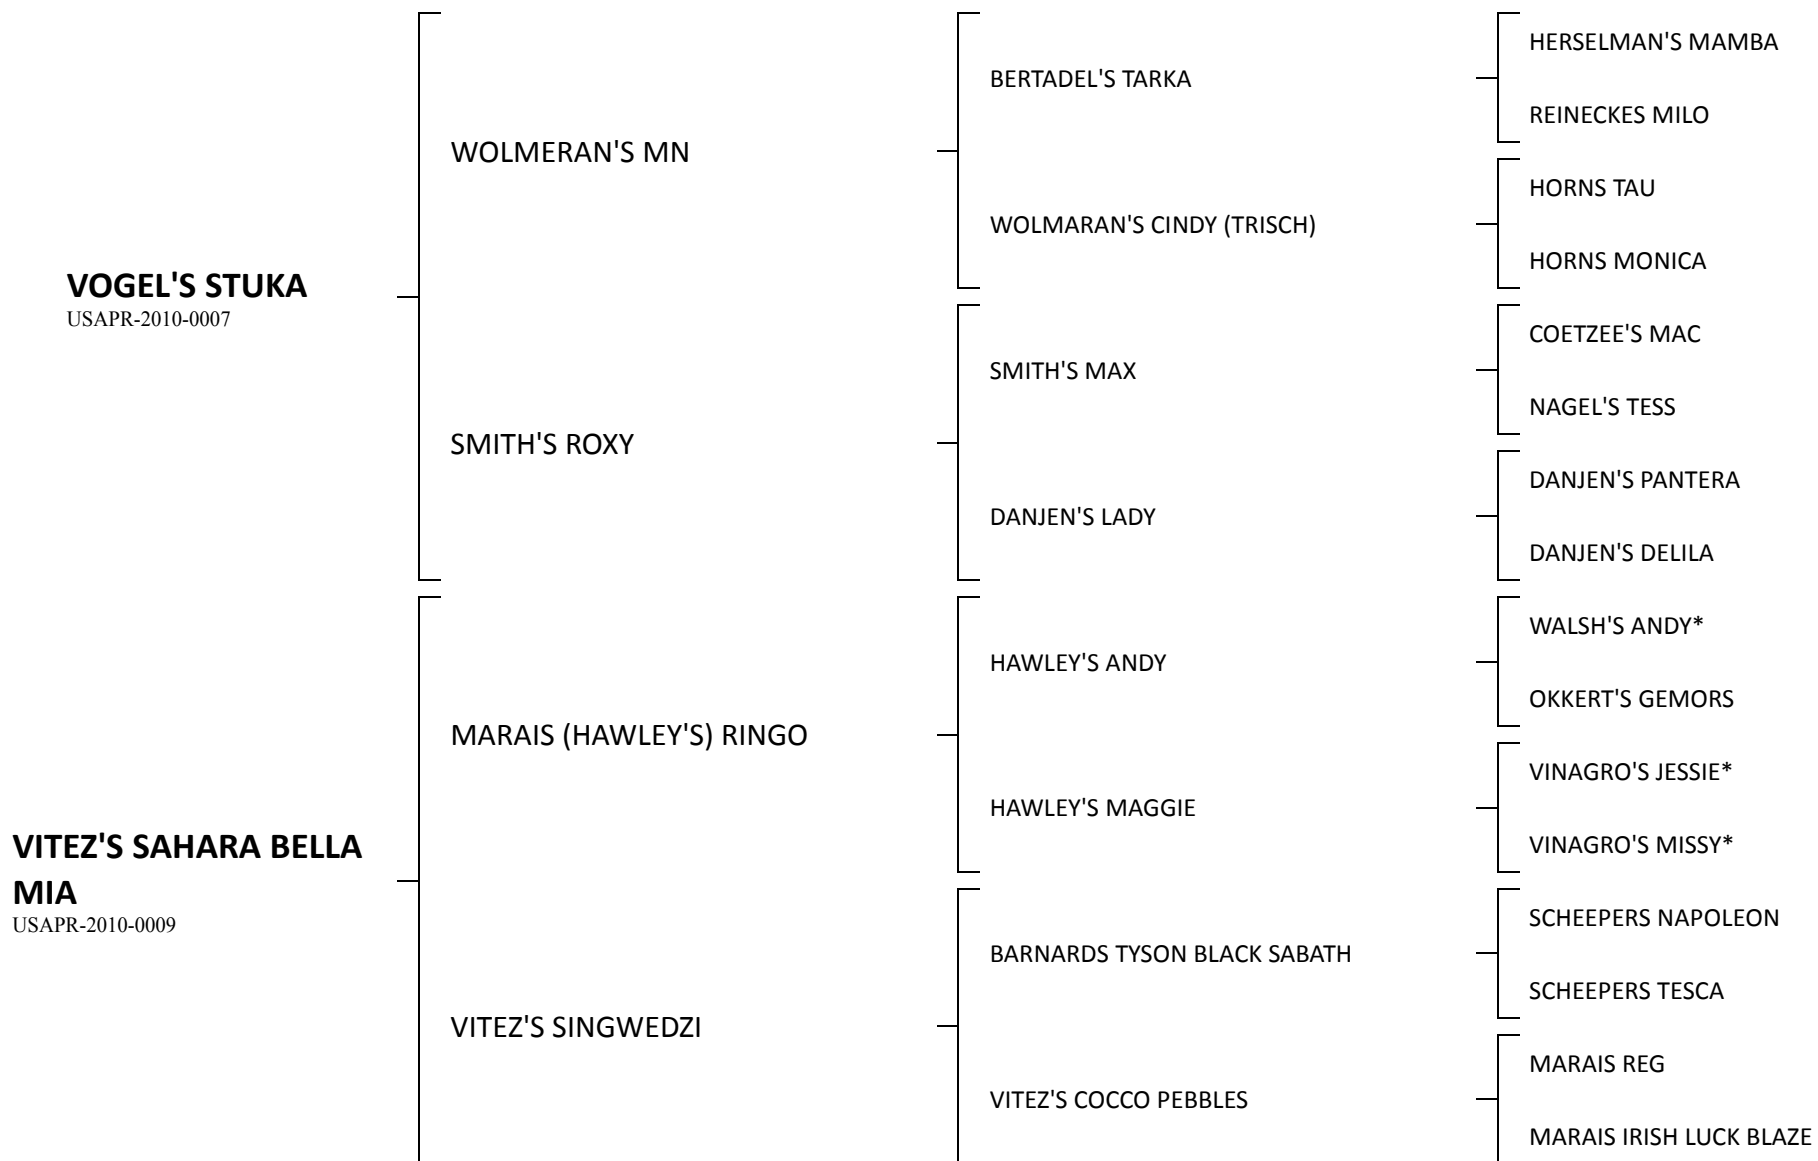 VOGEL'S STUKA
USAPR-2010-0007
VITEZ'S SAHARA BELLA
MIA
USAPR-2010-0009
WOLMERAN'S MN
SMITH'S ROXY
MARAIS (HAWLEY'S) RINGO
VITEZ'S SINGWEDZI
BERTADEL'S TARKA
WOLMARAN'S CINDY (TRISCH)
SMITH'S MAX
DANJEN'S LADY
HAWLEY'S ANDY
HAWLEY'S MAGGIE
BARNARDS TYSON BLACK SABATH
VITEZ'S COCCO PEBBLES
HERSELMAN'S MAMBA
REINECKES MILO
HORNS TAU
HORNS MONICA
COETZEE'S MAC
NAGEL'S TESS
DANJEN'S PANTERA
DANJEN'S DELILA
WALSH'S ANDY*
OKKERT'S GEMORS
VINAGRO'S JESSIE*
VINAGRO'S MISSY*
SCHEEPERS NAPOLEON
SCHEEPERS TESCA
MARAIS REG
MARAIS IRISH LUCK BLAZE